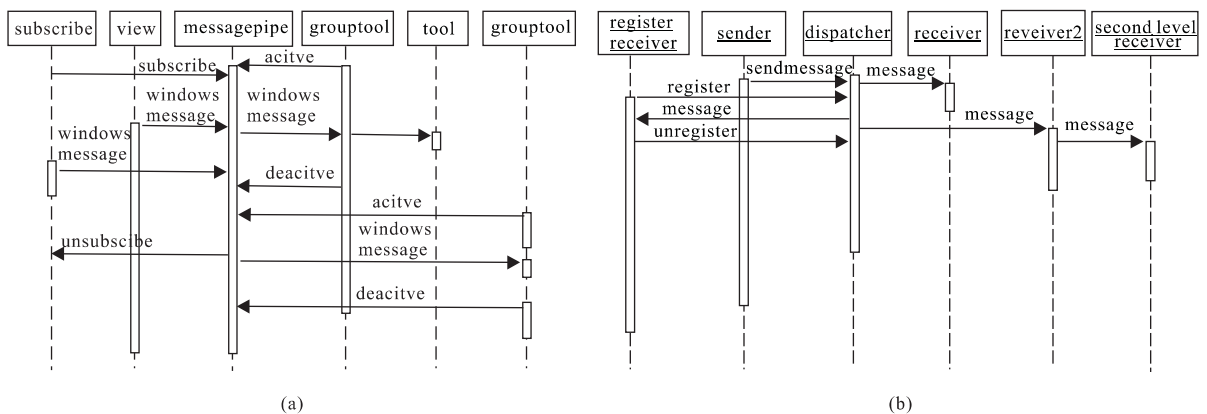 subscribe
view
messagepipe
grouptool
tool
grouptool
acitve
subscribe
windows
message
windows
message
windows
message
deacitve
acitve
windows
message
unsubscibe
deacitve
(a)
register
receiver
sender
dispatcher
receiver
reveiver2
second level
receiver
sendmessage
message
register
message
message
unregister
message
(b)